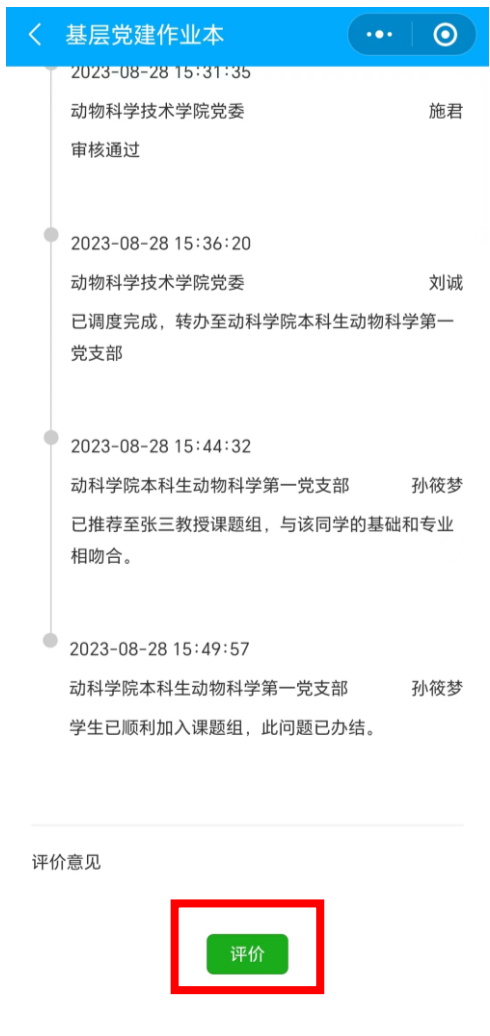 基层党建作业本
2023-08-28 15:31:35
动物科学技术学院党委 施君
审核通过
2023-08-28 15:36:20
动物科学技术学院党委 刘诚
已调度完成，转办至动科学院本科生动物科学第一
党支部
2023-08-28 15:44:32
动科学院本科生动物科学第一党支部 孙筱梦
已推荐至张三教授课题组，与该同学的基础和专业
相吻合。
2023-08-28 15:49:57
动科学院本科生动物科学第一党支部 孙筱梦
学生已顺利加入课题组，此问题已办结。
评价意见
评价